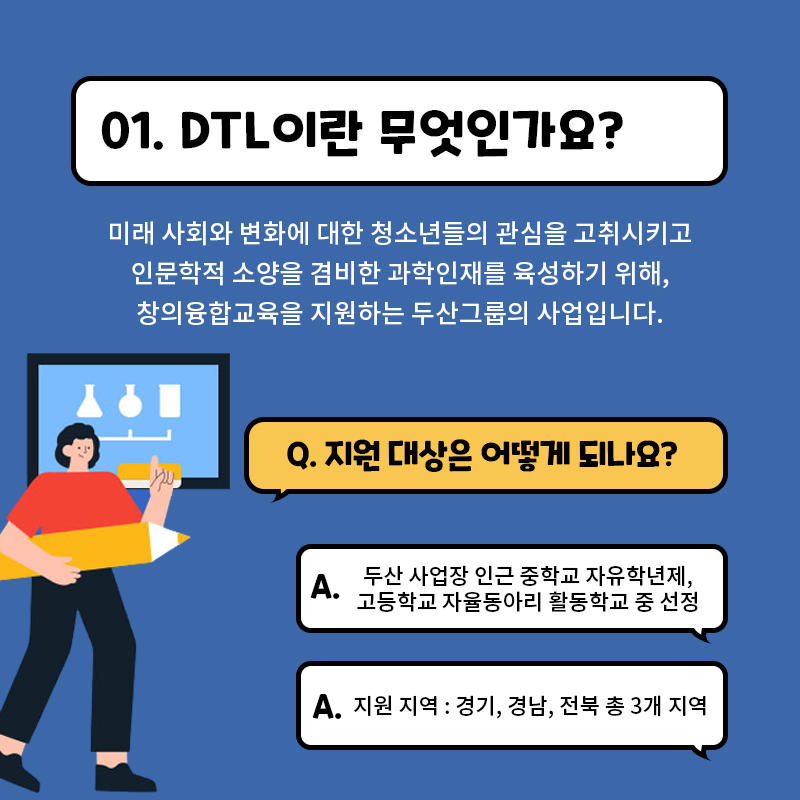 01. DTL이란 무엇인가요?
미래 사회와 변화에 대한 청소년들의 관심을 고취시키고
인문학적 소양을 겸비한 과학인재를 육성하기 위해,
창의융합교육을 지원하는 두산그룹의 사업입니다.
Q. 지원 대상은 어떻게 되나요?
A. 두산 사업장 인근 중학교 자유학년제,
고등학교 자율동아리 활동학교 중 선정
A. 지원 지역 : 경기, 경남, 전북 총 3개 지역